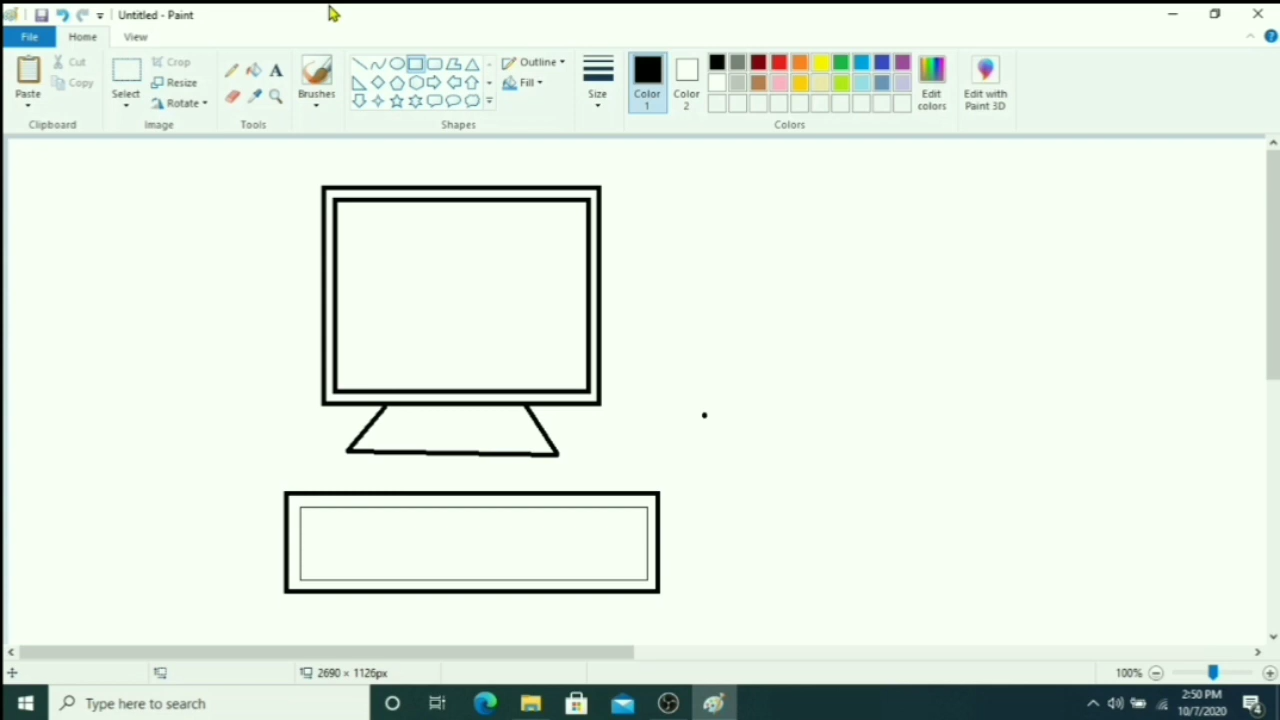 Untitled - Paint
File Home View
Paste
Cut
Copy
Clipboard
Select
Crop
Resize
Rotate
Image
Tools
Brushes
Shapes
Outline
Fill
Size
Color
1
Color
2
Colors
Edit
colors
Edit with
Paint 3D
2690 × 1126px
100%
Type here to search
2:50 PM
10/7/2020
4